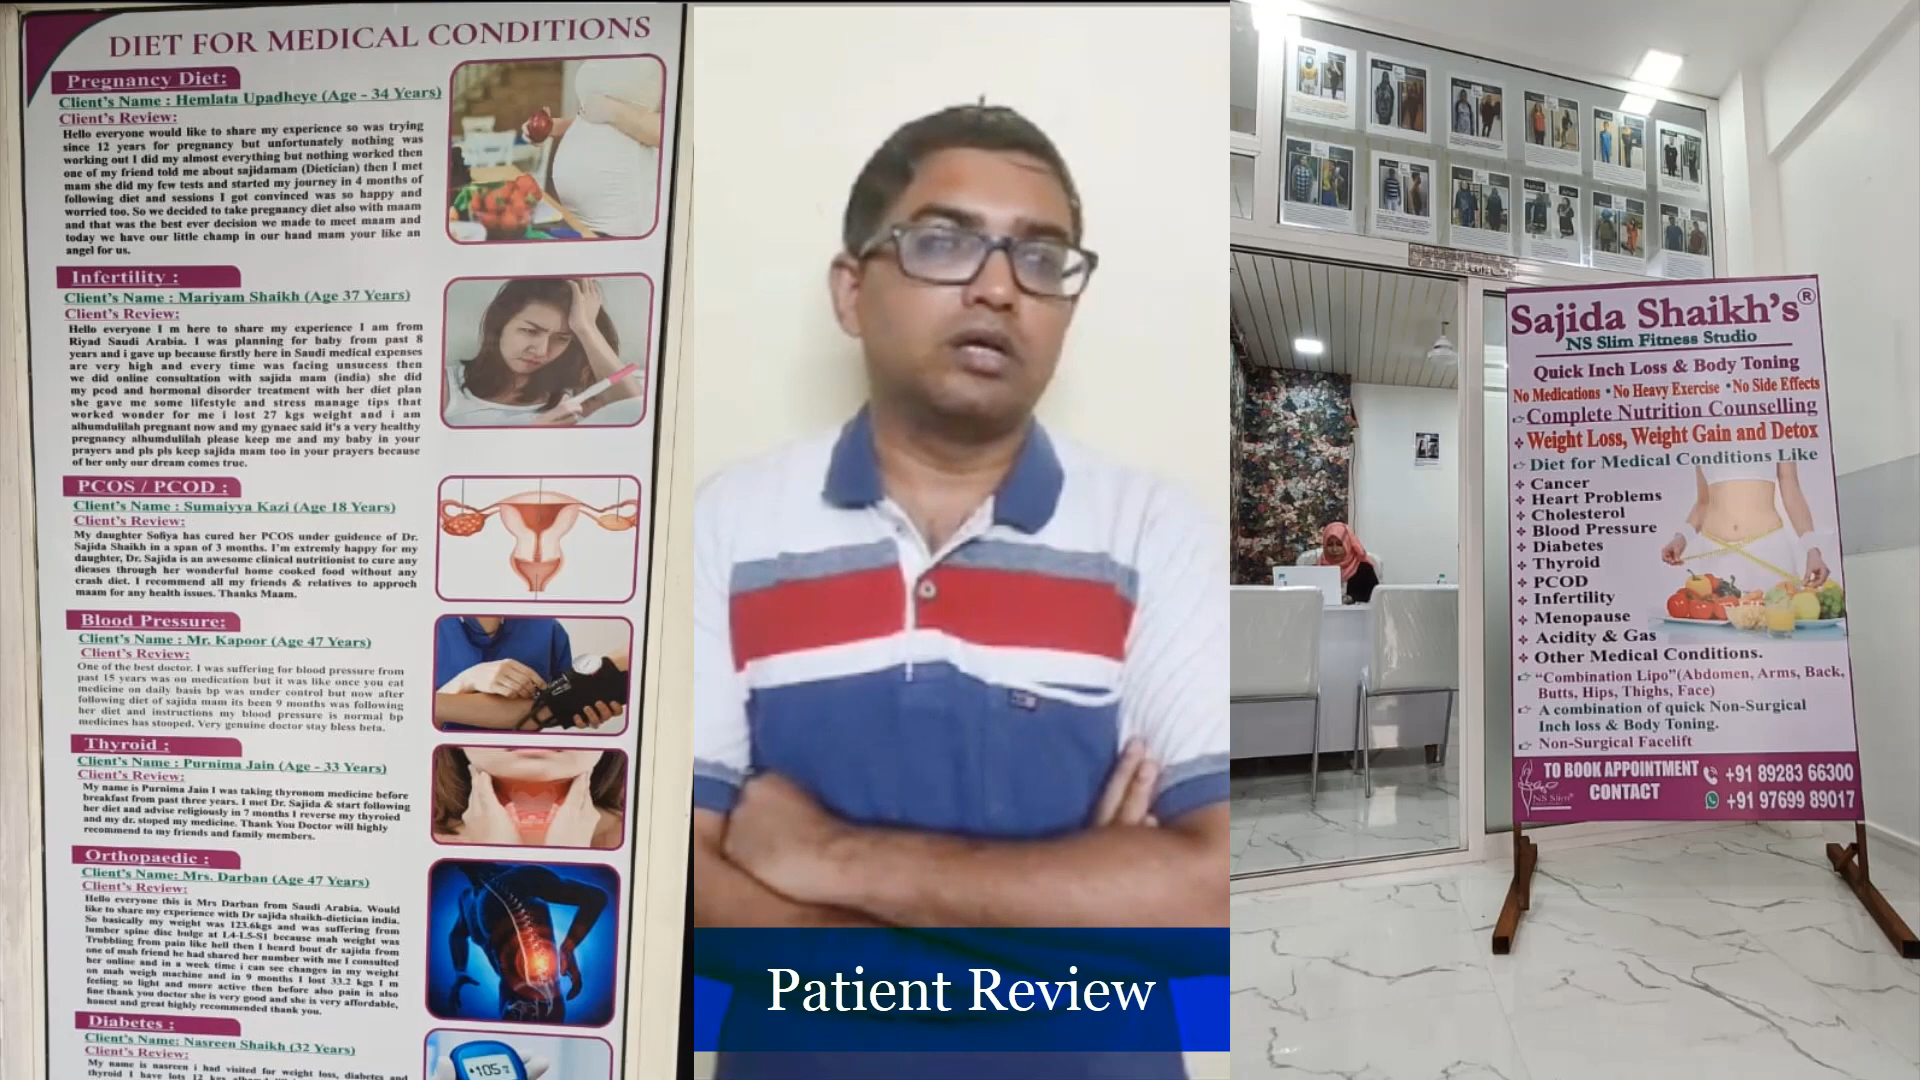 DIET FOR MEDICAL CONDITIONS
Pregnancy Diet:
Client's Name : Hemlata Upadheye (Age - 34 Years)
Client's Review:
Hello everyone would like to share my experience so was trying
since 12 years for pregnancy but unfortunately nothing was
working out I did my almost everything but nothing worked then
one of my friend told me about sajidamam (Dietician) then I met
mam she did my few tests and started my journey in 4 months of
following diet and sessions I got convinced was so happy and
worried too. So we decided to take pregnancy diet also with maam
and that was the best ever decision we made to meet maam and
today we have our little champ in our hand mam your like an
angel for us.
Infertility :
Client's Name : Mariyam Shaikh (Age 37 Years)
Client's Review:
Hello everyone I m here to share my experience I am from
Riyad Saudi Arabia. I was planning for baby from past 8
years and i gave up because firstly here in Saudi medical expenses
are very high and every time was facing unsucess then
we did online consultation with sajida mam (india) she did
my pcod and hormonal disorder treatment with her diet plan
she gave me some lifestyle and stress manage tips that
worked wonder for me i lost 27 kgs weight and i am
alhumdulilah pregnant now and my gynaec said it's a very healthy
pregnancy alhumdulilah please keep me and my baby in your
prayers and pls pls keep sajida mam too in your prayers because
of her only our dream comes true.
PCOS / PCOD :
Client's Name : Sumaiyya Kazi (Age 18 Years)
Client's Review:
My daughter Sofiya has cured her PCOS under guidence of Dr.
Sajida Shaikh in a span of 3 months. I'm extremly happy for my
daughter, Dr. Sajida is an awesome clinical nutritionist to cure any
dieases through her wonderful home cooked food without any
crash diet. I recommend all my friends & relatives to approch
maam for any health issues. Thanks Maam.
Blood Pressure:
Client's Name : Mr. Kapoor (Age 47 Years)
Client's Review:
One of the best doctor. I was suffering for blood pressure from
past 15 years was on medication but it was like once you eat
medicine on daily basis bp was under control but now after
following diet of sajida mam its been 9 months was following
her diet and instructions my blood pressure is normal bp
medicines has stooped. Very genuine doctor stay bless beta.
Thyroid :
Client's Name : Purnima Jain (Age - 33 Years)
Client's Review:
My name is Purnima Jain I was taking thyronom medicine before
breakfast from past three years. I met Dr. Sajida & start following
her diet and advise religiously in 7 months I reverse my thyroied
and my dr. stoped my medicine. Thank You Doctor will highly
recommend to my friends and family members.
Orthopaedic :
Client's Name: Mrs. Darban (Age 47 Years)
Client's Review:
Hello everyone this is Mrs Darban from Saudi Arabia. Would
like to share my experience with Dr sajida shaikh-dietician india.
So basically my weight was 123.6kgs and was suffering from
lumber spine disc bulge at L4-L5-S1 because mah weight was
Trubbling from pain like hell then I heard bout dr sajida from
one of mah friend he had shared her number with me I consulted
her online and in a week time i can see changes in my weight
on mah weigh machine and in 9 months I lost 33.2 kgs I m
feeling so light and more active then before also pain is also
fine thank you doctor she is very good and she is very affordable,
honest and great highly recommended thank you.
Diabetes :
Client's Name: Nasreen Shaikh (32 Years)
Client's Review:
My name is nasreen i had visited for weight loss, diabetes and
thyroid I have lots 12 kgs
105
Patient Review
Sajida Shaikh's®
NS Slim Fitness Studio
Quick Inch Loss & Body Toning
No Medications • No Heavy Exercise • No Side Effects
Complete Nutrition Counselling
Weight Loss, Weight Gain and Detox
Diet for Medical Conditions Like
Cancer
Heart Problems
Cholesterol
Blood Pressure
Diabetes
Thyroid
PCOD
Infertility
Menopause
Acidity & Gas
Other Medical Conditions.
"Combination Lipo"(Abdomen, Arms, Back,
Butts, Hips, Thighs, Face)
A combination of quick Non-Surgical
Inch loss & Body Toning.
Non-Surgical Facelift
NS Slim
TO BOOK APPOINTMENT
CONTACT
+91 89283 66300
+91 97699 89017